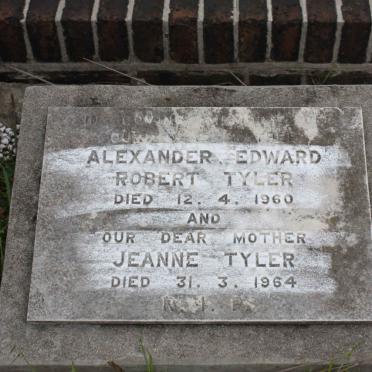 ALEXANDER EDWARD
ROBERT TYLER
DIED 12. 4. 1960
AND
OUR DEAR MOTHER
JEANNE TYLER
DIED 31. 3. 1964
R. I. P.